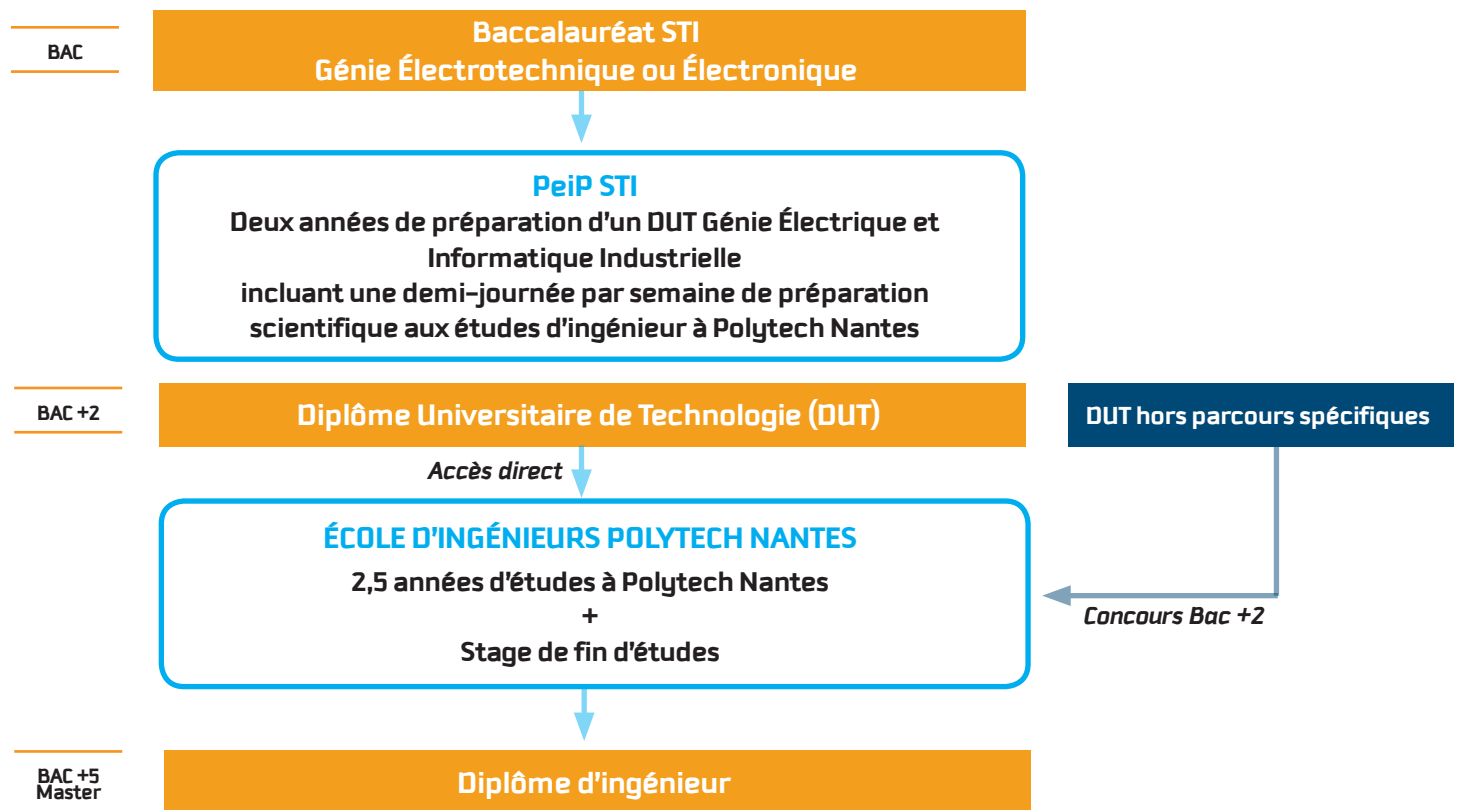 BAC
Baccalauréat STI
Génie Électrotechnique ou Électronique
PeiP STI
Deux années de préparation d'un DUT Génie Électrique et
Informatique Industrielle
incluant une demi-journée par semaine de préparation
scientifique aux études d'ingénieur à Polytech Nantes
BAC +2
Diplôme Universitaire de Technologie (DUT)
DUT hors parcours spécifiques
Accès direct
ÉCOLE D'INGÉNIEURS POLYTECH NANTES
2,5 années d'études à Polytech Nantes
+
Stage de fin d'études
Concours Bac +2
BAC +5
Master
Diplôme d'ingénieur